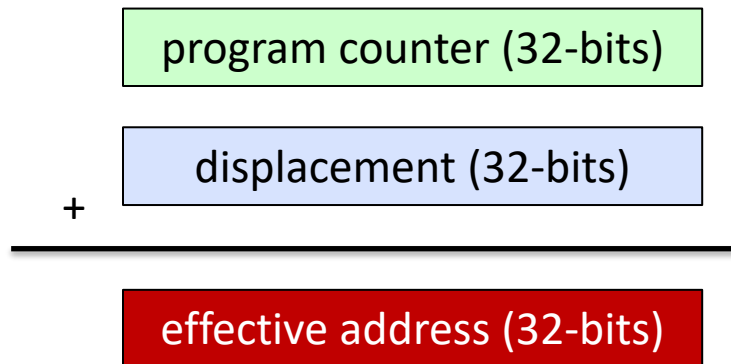 program counter (32-bits)
displacement (32-bits)
+
effective address (32-bits)